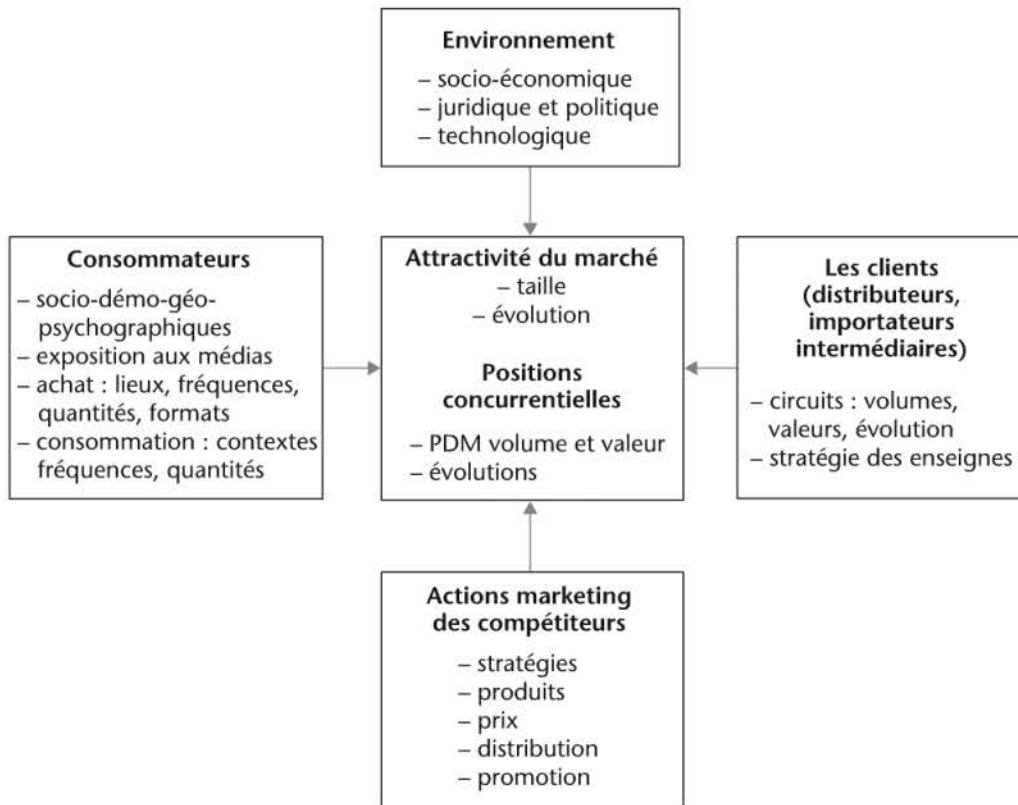 Environnement
– socio-économique
– juridique et politique
– technologique
Consommateurs
– socio-démo-géo-
psychographiques
– exposition aux médias
– achat : lieux, fréquences,
quantités, formats
– consommation : contextes
fréquences, quantités
Attractivité du marché
– taille
– évolution
Positions
concurrentielles
– PDM volume et valeur
– évolutions
Les clients
(distributeurs,
importateurs
intermédiaires)
– circuits : volumes,
valeurs, évolution
– stratégie des enseignes
Actions marketing
des compétiteurs
– stratégies
– produits
– prix
– distribution
– promotion